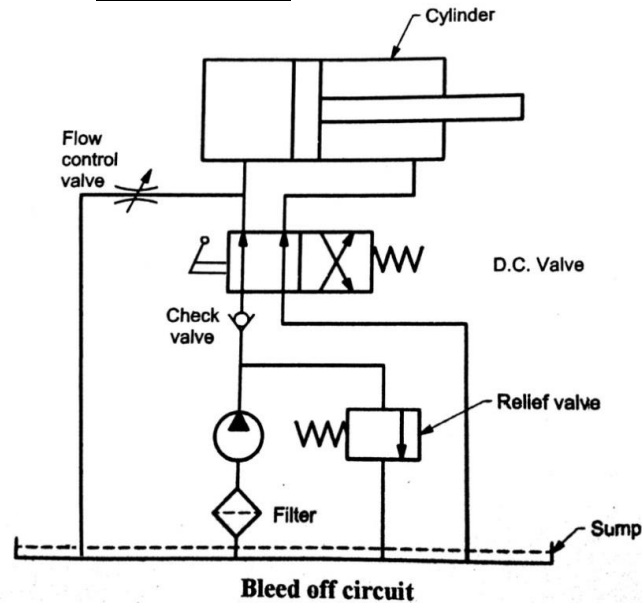 Cylinder
Flow
control
valve
D.C. Valve
Check
valve
Relief valve
Filter
Sump
Bleed off circuit